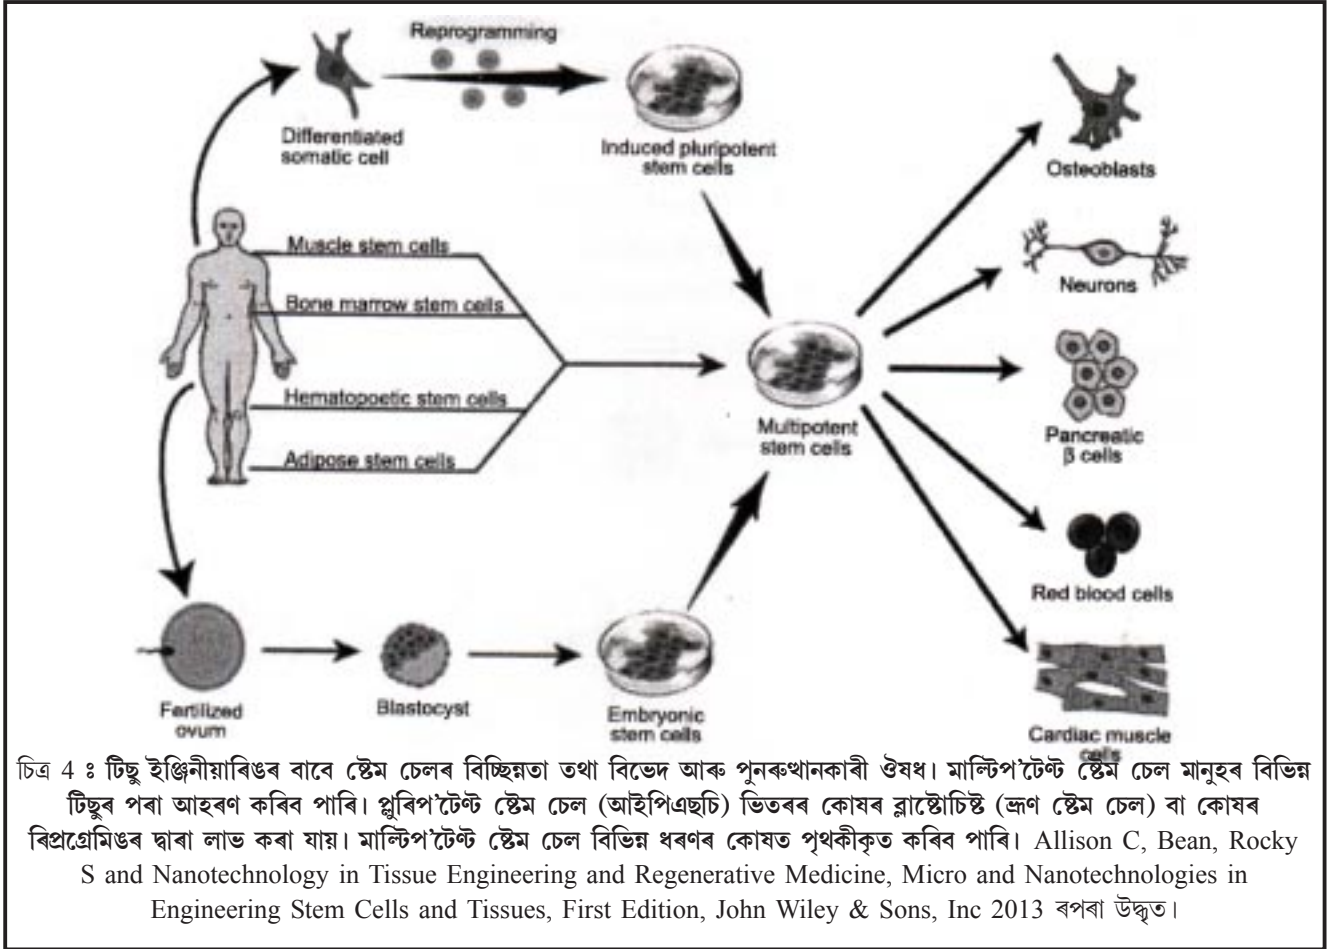 Reprogramming
Differentiated
somatic cell
Induced pluripotent
stem cells
Osteoblasts
Muscle stem cells
Bone marrow stem cells
Hematopoetic stem cells
Adipose stem cells
Neurons
Multipotent
stem cells
Pancreatic
β cells
Red blood cells
Fertilized
ovum
Blastocyst
Embryonic
stem cells
Cardiac muscle
cells
চিত্ৰ 4 ঃ টিছু ইঞ্জিনীয়াৰিঙৰ বাবে ষ্টেম চেলৰ বিচ্ছিন্নতা তথা বিভেদ আৰু পুনৰুত্থানকাৰী ঔষধ। মাল্টিপ'টেণ্ট ষ্টেম চেল মানুহৰ বিভিন্ন
টিছুৰ পৰা আহৰণ কৰিব পাৰি। প্লুৰিপ'টেণ্ট ষ্টেম চেল (আইপিএছচি) ভিতৰৰ কোষৰ ব্লাষ্টোচিষ্ট (ভ্ৰূণ ষ্টেম চেল) বা কোষৰ
ৰিপ্ৰগ্ৰেমিঙৰ দ্বাৰা লাভ কৰা যায়। মাল্টিপ'টেণ্ট ষ্টেম চেল বিভিন্ন ধৰণৰ কোষত পৃথকীকৃত কৰিব পাৰি। Allison C, Bean, Rocky
S and Nanotechnology in Tissue Engineering and Regenerative Medicine, Micro and Nanotechnologies in
Engineering Stem Cells and Tissues, First Edition, John Wiley & Sons, Inc 2013 ৰপৰা উদ্ধৃত।